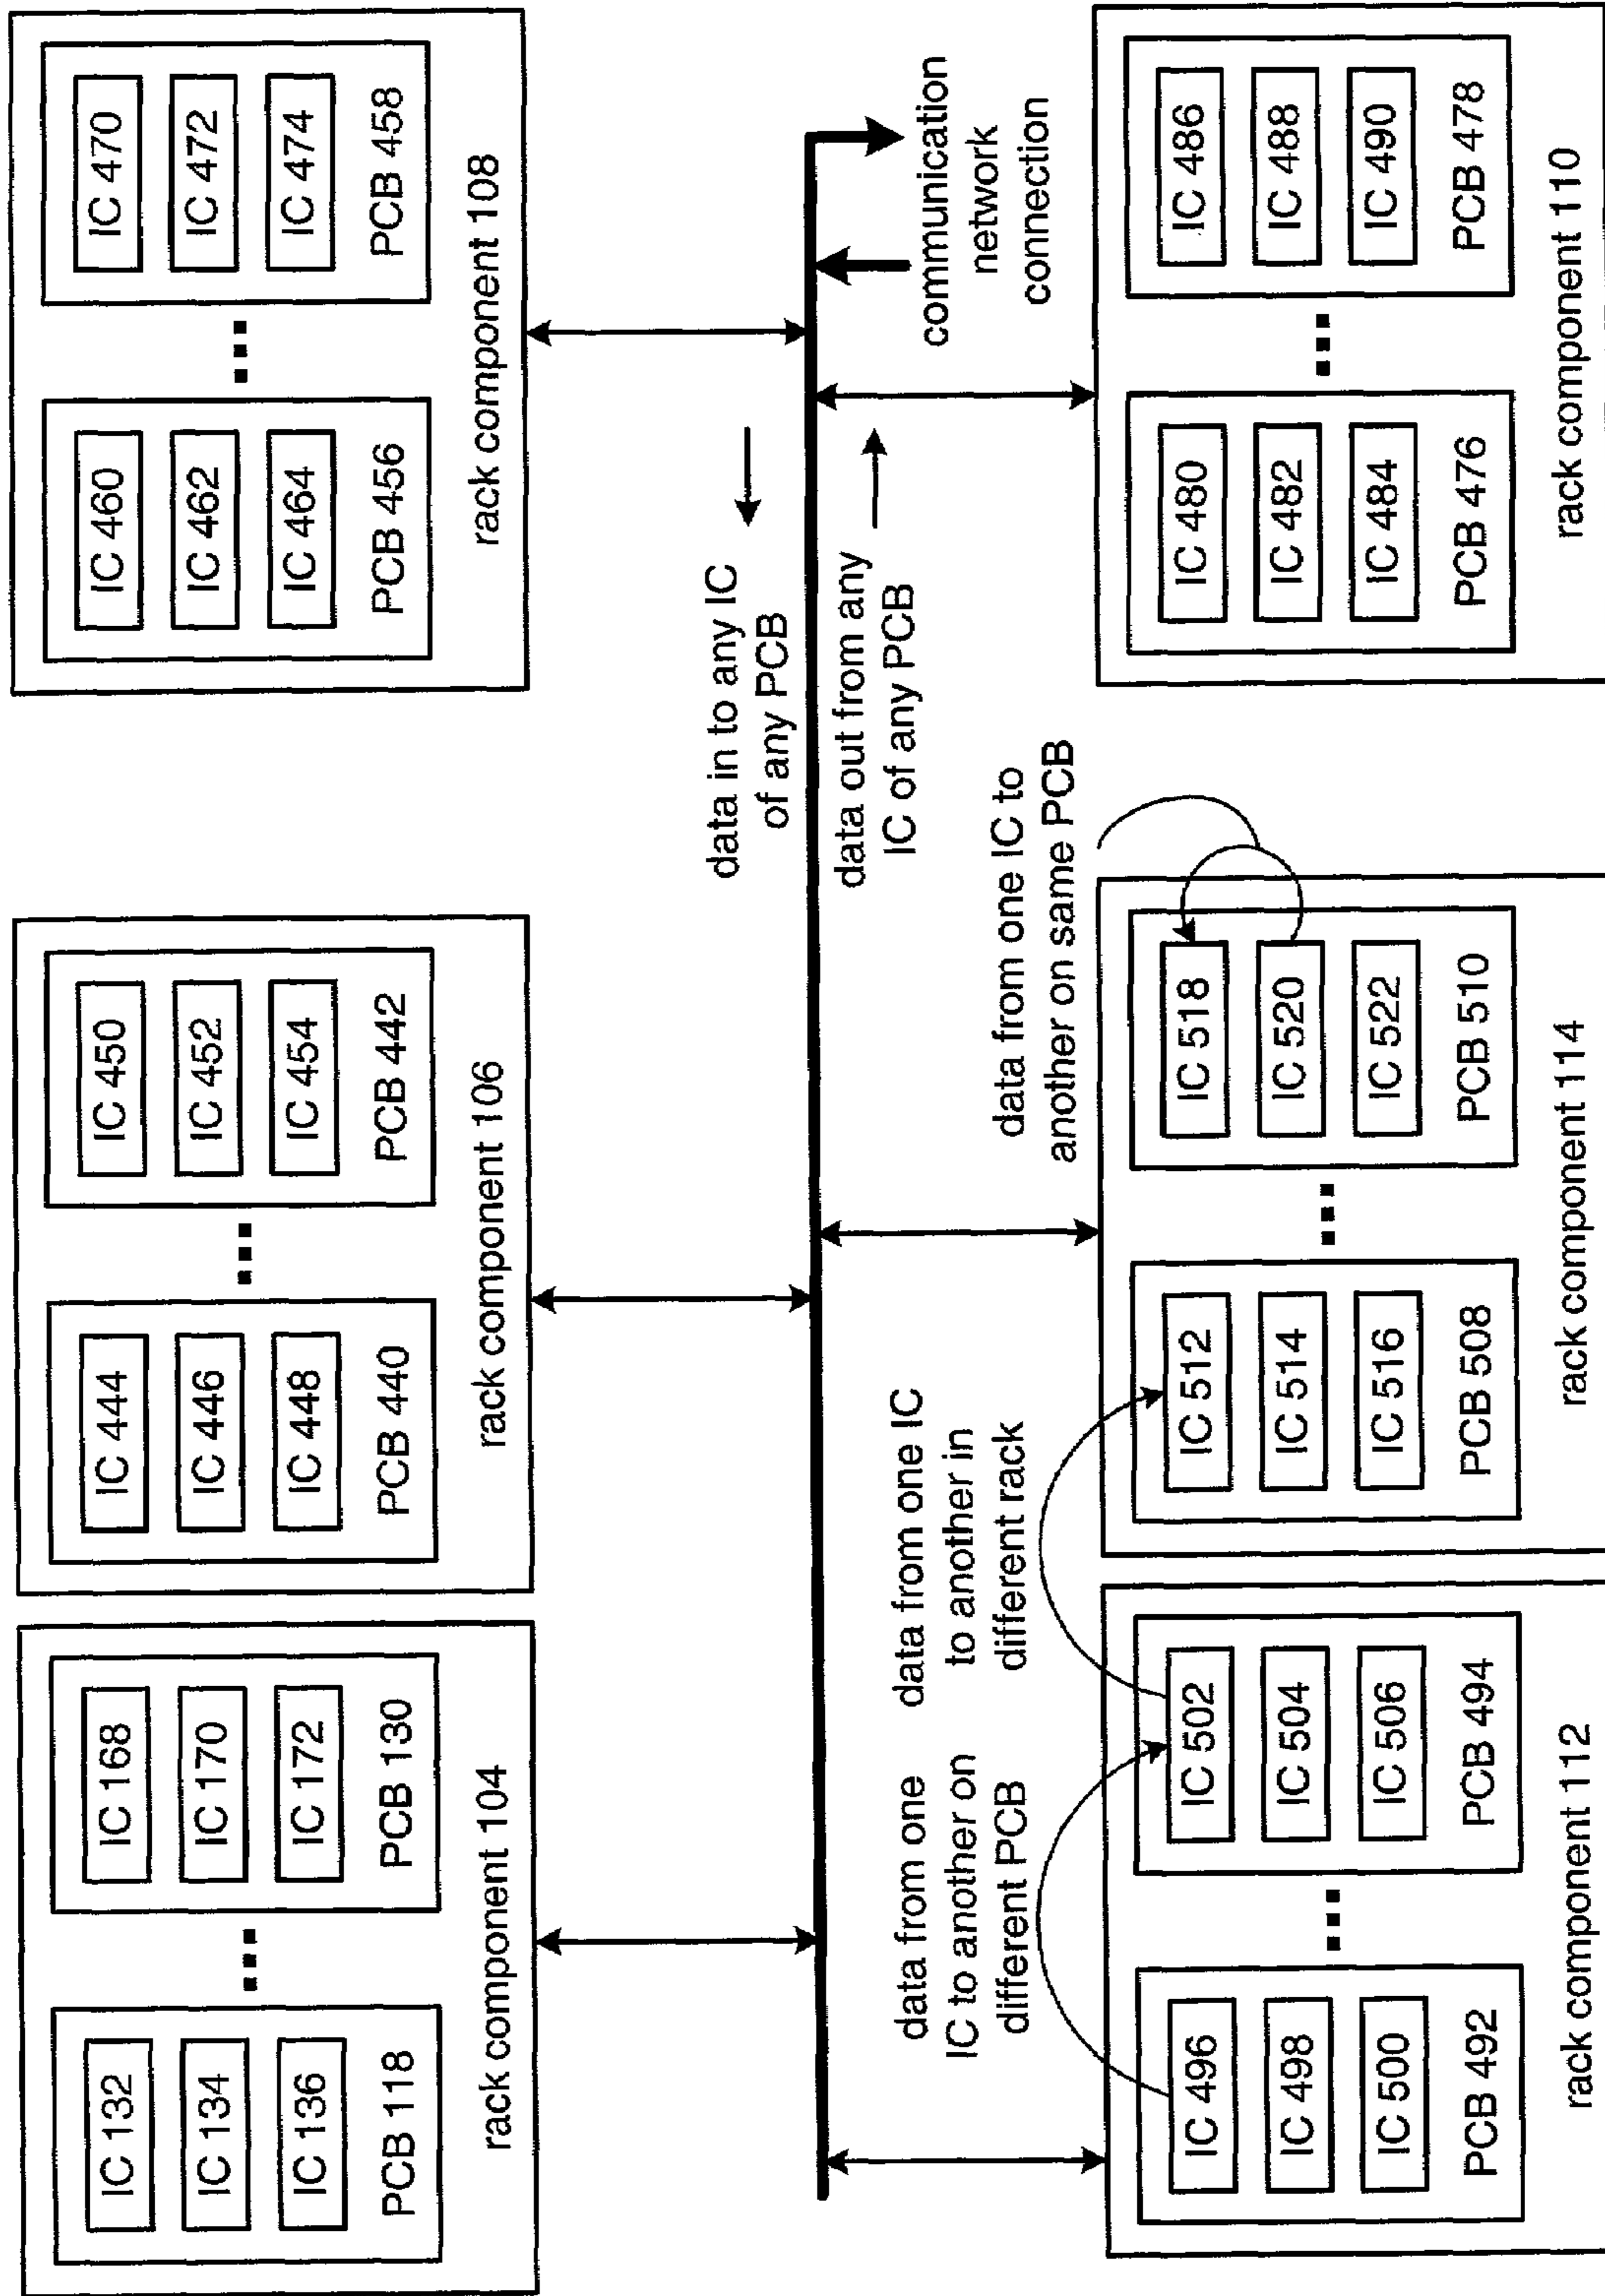 IC 132
IC 134
IC 136
PCB 118
IC 168
IC 170
IC 172
PCB 130
rack component 104
IC 444
IC 446
IC 448
PCB 440
IC 450
IC 452
IC 454
PCB 442
rack component 106
IC 460
IC 462
IC 464
PCB 456
IC 470
IC 472
IC 474
PCB 458
rack component 108
data in to any IC
of any PCB
data out from any
IC of any PCB
communication
network
connection
data from one
IC to another on
different PCB
data from one IC
to another in
different rack
data from one IC to
another on same PCB
IC 496
IC 498
IC 500
PCB 492
IC 502
IC 504
IC 506
PCB 494
rack component 112
IC 512
IC 514
IC 516
PCB 508
IC 518
IC 520
IC 522
PCB 510
rack component 114
IC 480
IC 482
IC 484
PCB 476
IC 486
IC 488
IC 490
PCB 478
rack component 110